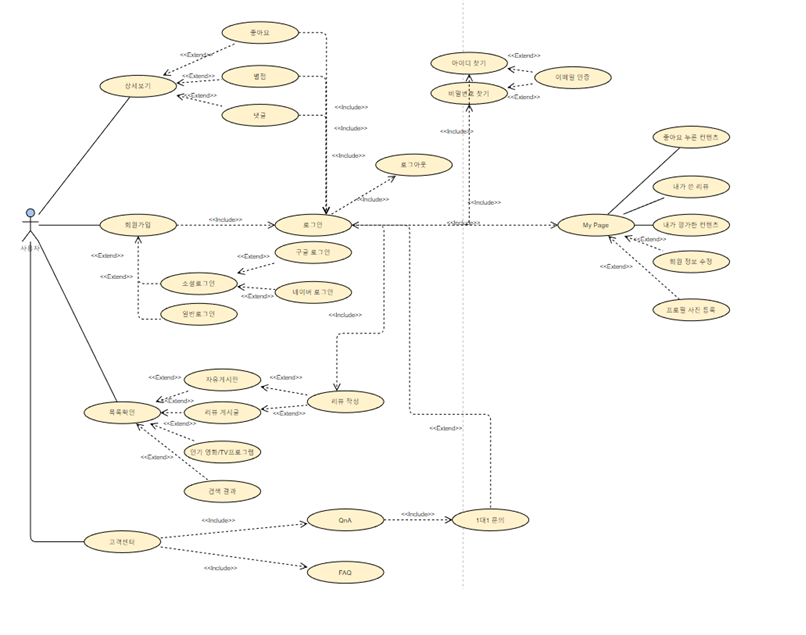 좋아요
<<Extend>>
별점
<<Extend>>
상세보기
<<Extend>>
댓글
<<Include>>
<<Include>>
<<Include>>
아이디 찾기
<<Extend>>
이메일 인증
비밀번호 찾기
<<Extend>>
<<Include>>
로그아웃
<<Include>>
<<Include>>
사용자
회원가입
<<Include>>
로그인
<<Include>>
My Page
좋아요 누른 컨텐츠
내가 쓴 리뷰
내가 평가한 컨텐츠
<<Extend>>
회원 정보 수정
<<Extend>>
프로필 사진 등록
<<Extend>>
<<Extend>>
<<Extend>>
구글 로그인
소셜로그인
<<Extend>>
네이버 로그인
일반로그인
<<Include>>
<<Extend>>
자유게시판
<<Extend>>
<<Extend>>
목록확인
리뷰 게시글
<<Extend>>
리뷰 작성
<<Extend>>
<<Extend>>
인기 영화/TV프로그램
검색 결과
<<Extend>>
고객센터
<<Include>>
QnA
<<Include>>
1대1 문의
<<Include>>
FAQ